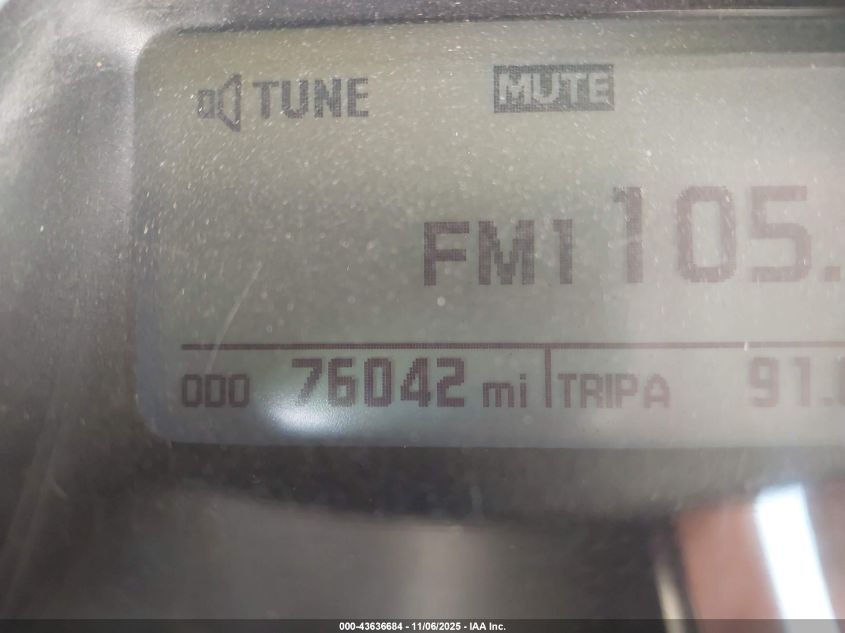 TUNE MUTE
FM1 105.
ODO 76042 mi TRIPA 91.
000-43636684 - 11/06/2025 - IAA Inc.